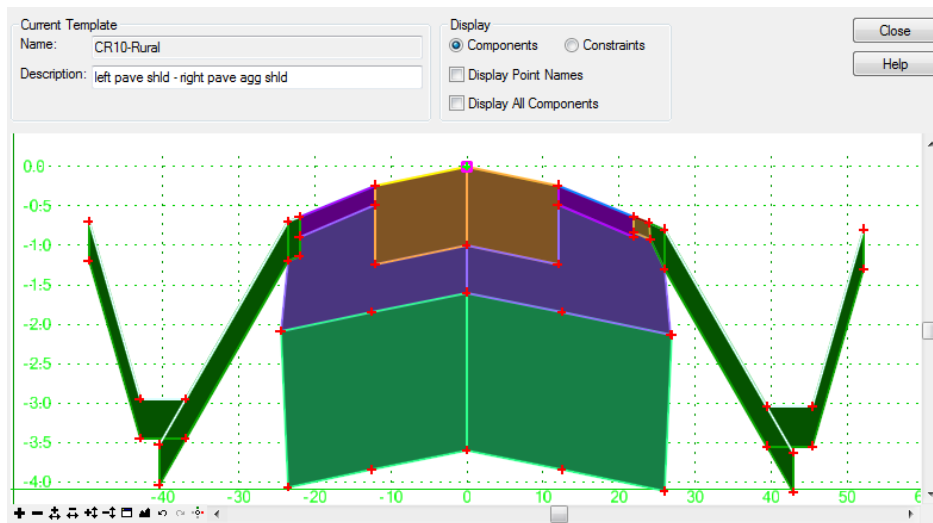 Current Template
Name: CR10-Rural
Description: left pave shld - right pave agg shld
Display
Components Constraints
Display Point Names
Display All Components
Close
Help
0.0
-0.5
-1.0
-1.5
-2.0
-2.5
-3.0
-3.5
-4.0
-40 -30 -20 -10 0 10 20 30 40 50 6